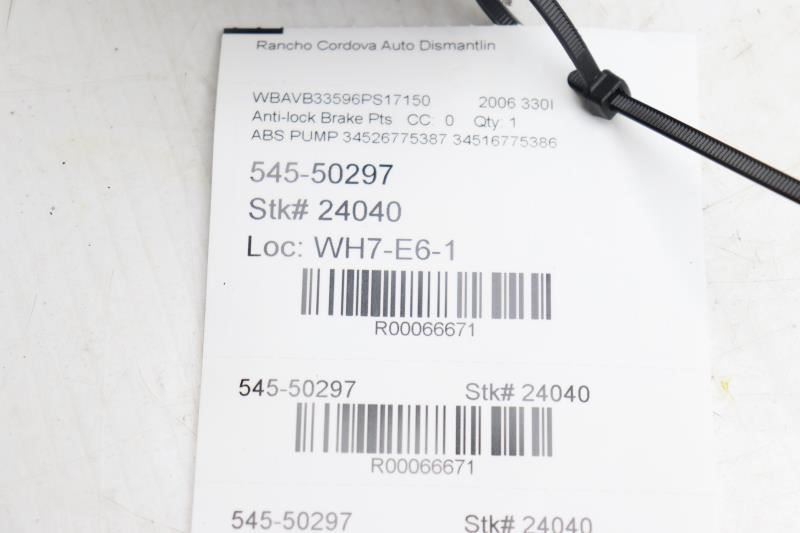 Rancho Cordova Auto Dismantlin
WBAVB33596PS17150 2006 330I
Anti-lock Brake Pts CC: 0 Qty: 1
ABS PUMP 34526775387 34516775386
545-50297
Stk# 24040
Loc: WH7-E6-1
R00066671
545-50297 Stk# 24040
R00066671
545-50297 Stk# 24040